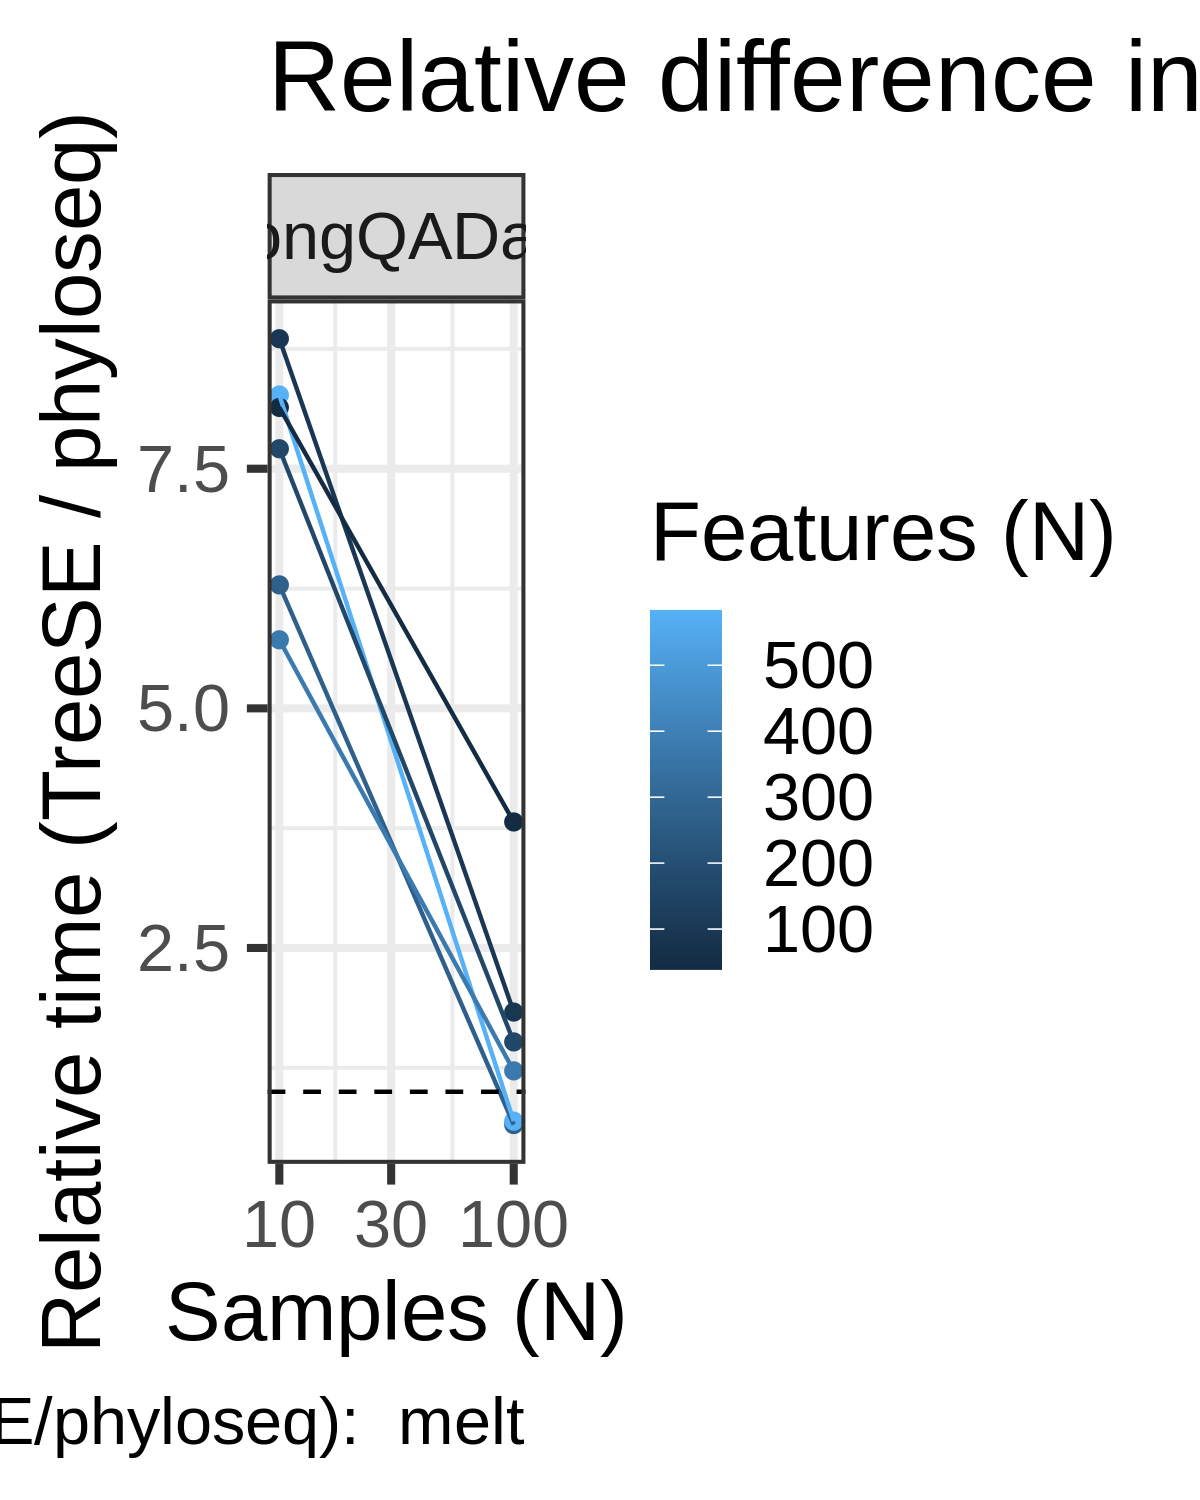 Relative difference in
ongQADa
Relative time (TreeSE / phyloseq)
7.5
5.0
2.5
10 30 100
Samples (N)
Features (N)
500
400
300
200
100
E/phyloseq): melt